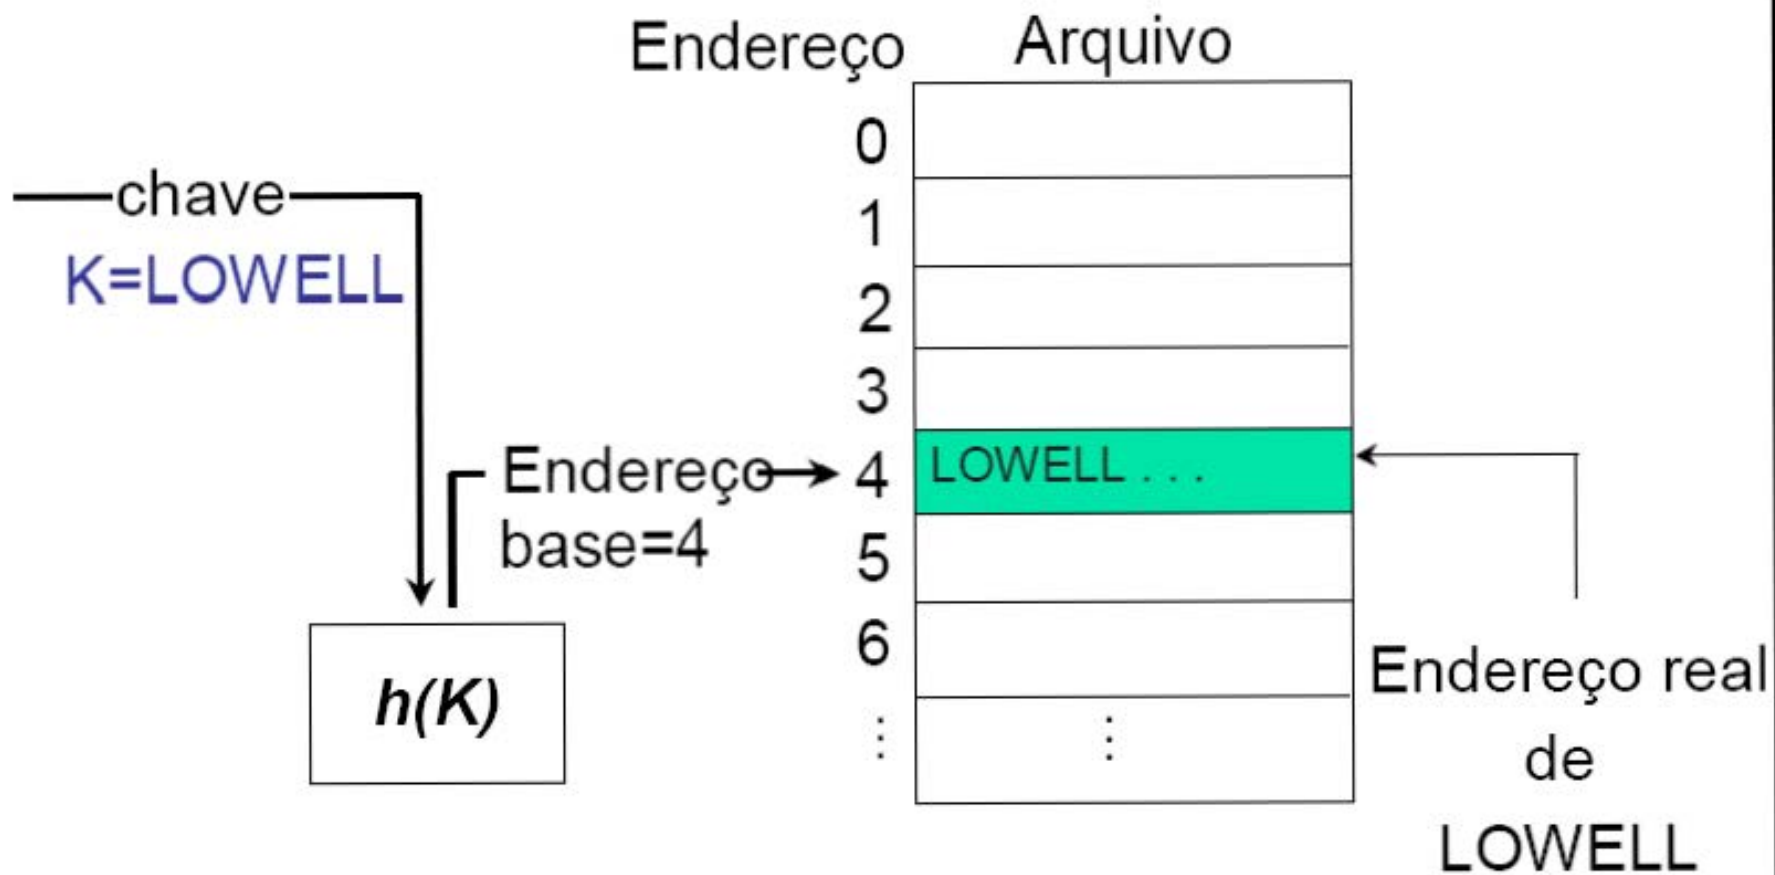 Endereço Arquivo
0
chave
1
K=LOWELL
2
3
Endereço
base=4
4 LOWELL . . .
5
6
h(K)
Endereço real
de
LOWELL
⋮ ⋮